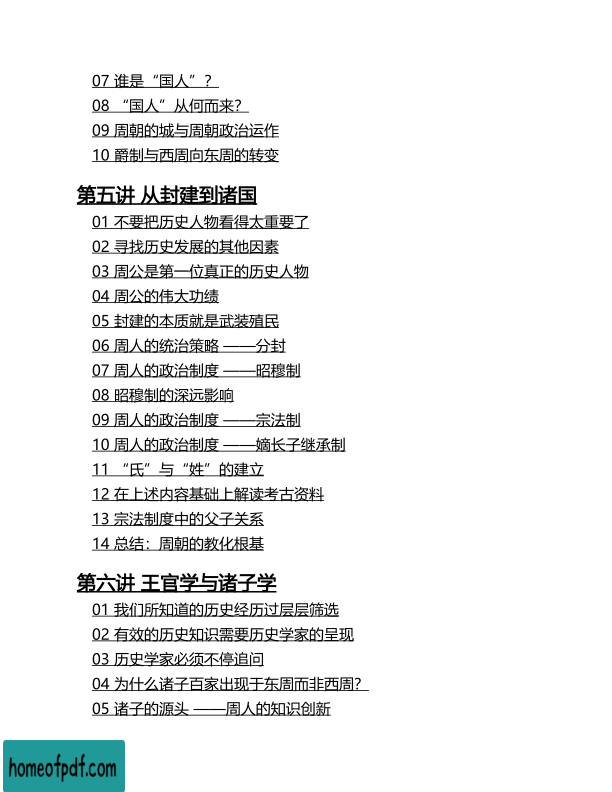 07 谁是“国人”?
08 “国人”从何而来?
09 周朝的城与周朝政治运作
10 爵制与西周向东周的转变
第五讲 从封建到诸国
01 不要把历史人物看得太重要了
02 寻找历史发展的其他因素
03 周公是第一位真正的历史人物
04 周公的伟大功绩
05 封建的本质就是武装殖民
06 周人的统治策略 ——分封
07 周人的政治制度 ——昭穆制
08 昭穆制的深远影响
09 周人的政治制度 ——宗法制
10 周人的政治制度 ——嫡长子继承制
11 “氏”与“姓”的建立
12 在上述内容基础上解读考古资料
13 宗法制度中的父子关系
14 总结：周朝的教化根基
第六讲 王官学与诸子学
01 我们所知道的历史经历过层层筛选
02 有效的历史知识需要历史学家的呈现
03 历史学家必须不停追问
04 为什么诸子百家出现于东周而非西周?
05 诸子的源头 ——周人的知识创新
homeofpdf.com